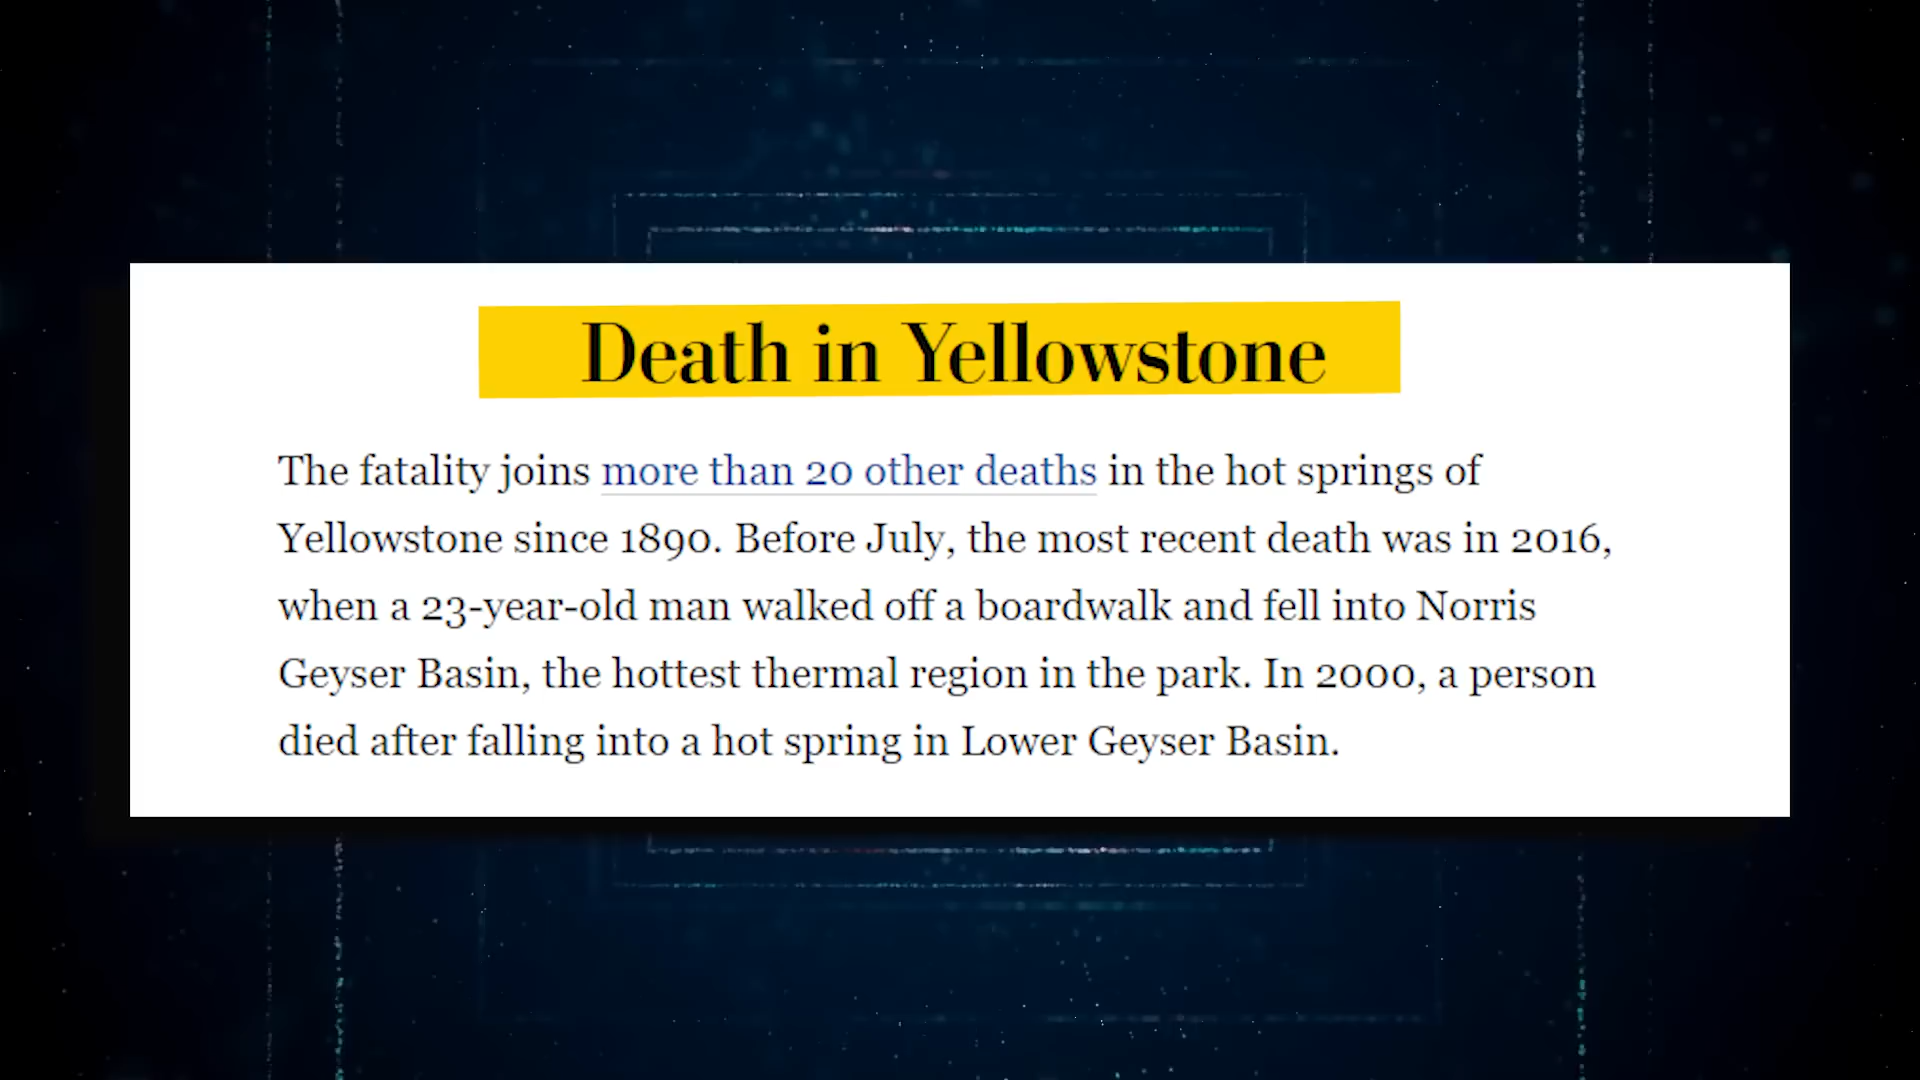 Death in Yellowstone
The fatality joins more than 20 other deaths in the hot springs of
Yellowstone since 1890. Before July, the most recent death was in 2016,
when a 23-year-old man walked off a boardwalk and fell into Norris
Geyser Basin, the hottest thermal region in the park. In 2000, a person
died after falling into a hot spring in Lower Geyser Basin.